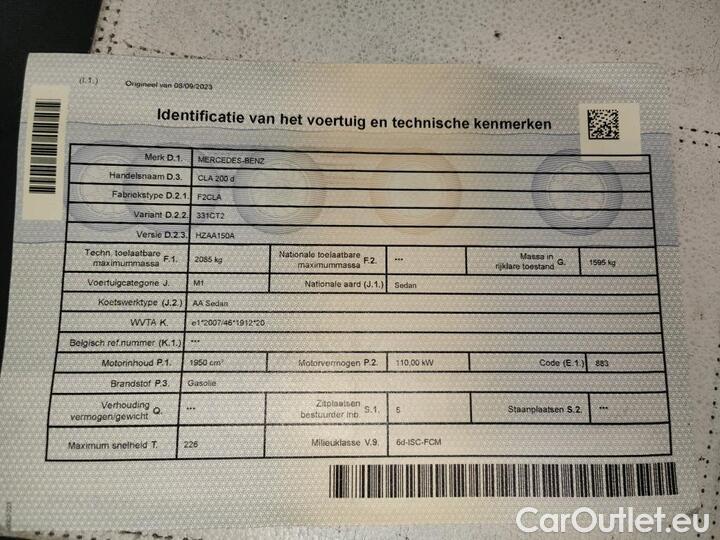 (I.1.) Origineel van 08/09/2023
Identificatie van het voertuig en technische kenmerken
Merk D.1. MERCEDES-BENZ
Handelsnaam D.3. CLA 200 d
Fabriekstype D.2.1 F2CLA
Variant D.2.2. 331CT2
Versie D.2.3. HZAA150A
Techn. toelaatbare maximummassa F.1. 2085 kg Nationale toelaatbare maximummassa F.2. *** Massa in rijklare toestand G. 1595 kg
Voertuigcategorie J. M1 Nationale aard (J.1.) Sedan
Koetswerktype (J.2.) AA Sedan
WVTA K. e1*2007/46*1912*20
Belgisch ref.nummer (K.1.) ***
Motorinhoud P.1. 1950 cm³ Motorvermogen P.2. 110,00 kW Code (E.1.) 883
Brandstof P.3. Gasolie
Verhouding vermogen/gewicht Q. *** Zitplaatsen bestuurder inb. S.1. 5 Staanplaatsen S.2. ***
Maximum snelheid T. 226 Milieuklasse V.9. 6d-ISC-FCM
CarOutlet.eu